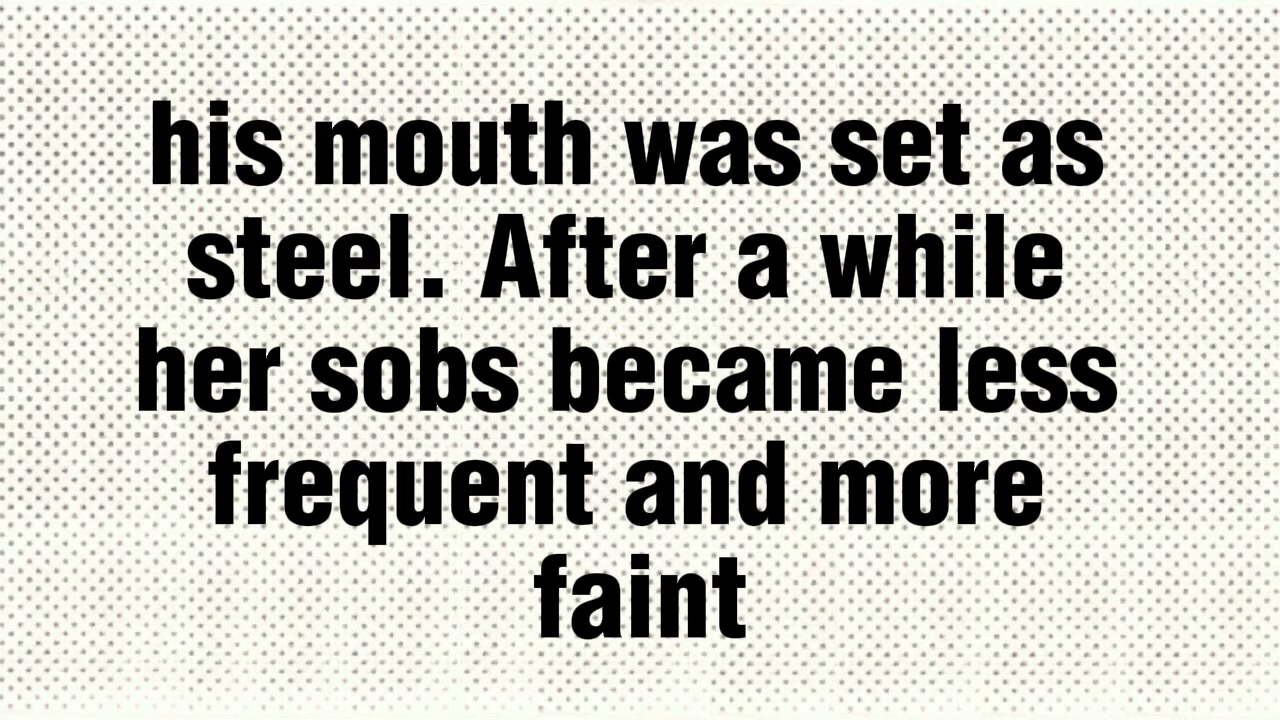 his mouth was set as
steel. After a while
her sobs became less
frequent and more
faint